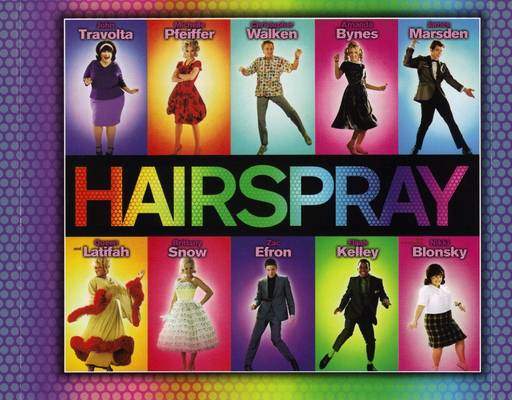 John Michelle Christopher Amanda James
Travolta Pfeiffer Walken Bynes Marsden
HAIRSPRAY
and Queen Brittany Zac Elijah Nikki
Latifah Snow Efron Kelley Blonsky